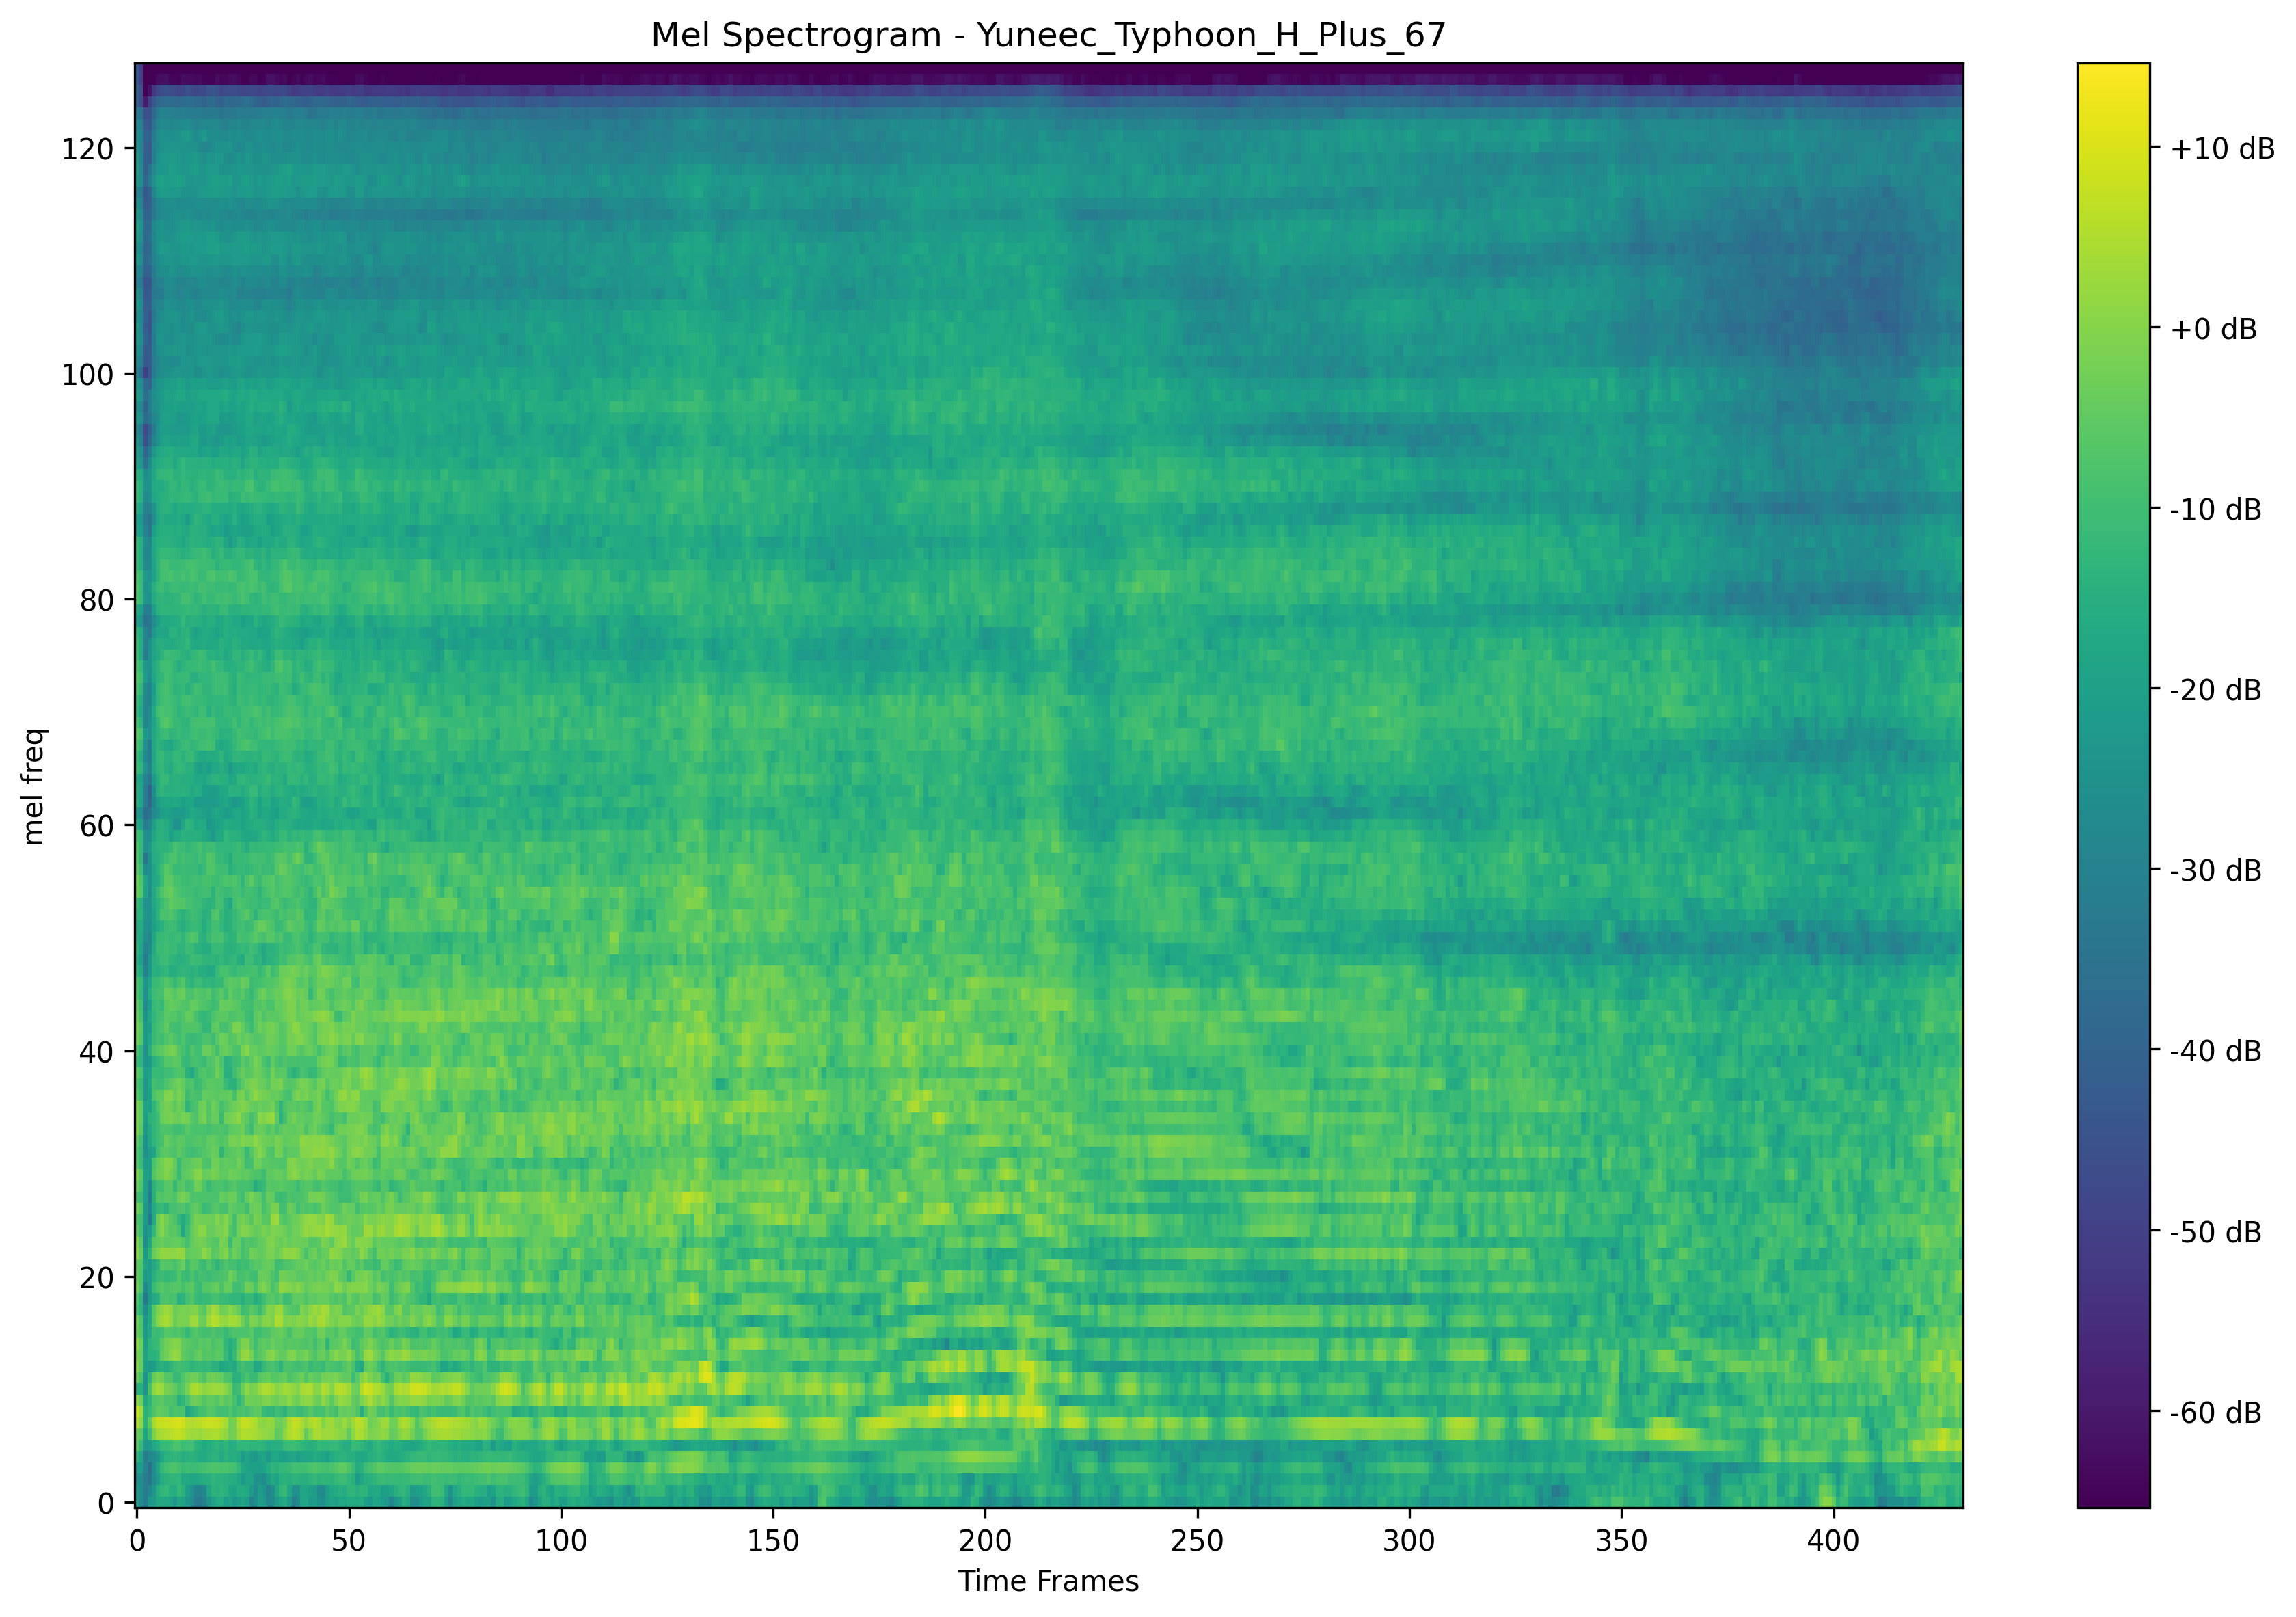 Mel Spectrogram - Yuneec_Typhoon_H_Plus_67
mel freq
120
100
80
60
40
20
0
0 50 100 150 200 250 300 350 400
Time Frames
+10 dB
+0 dB
-10 dB
-20 dB
-30 dB
-40 dB
-50 dB
-60 dB